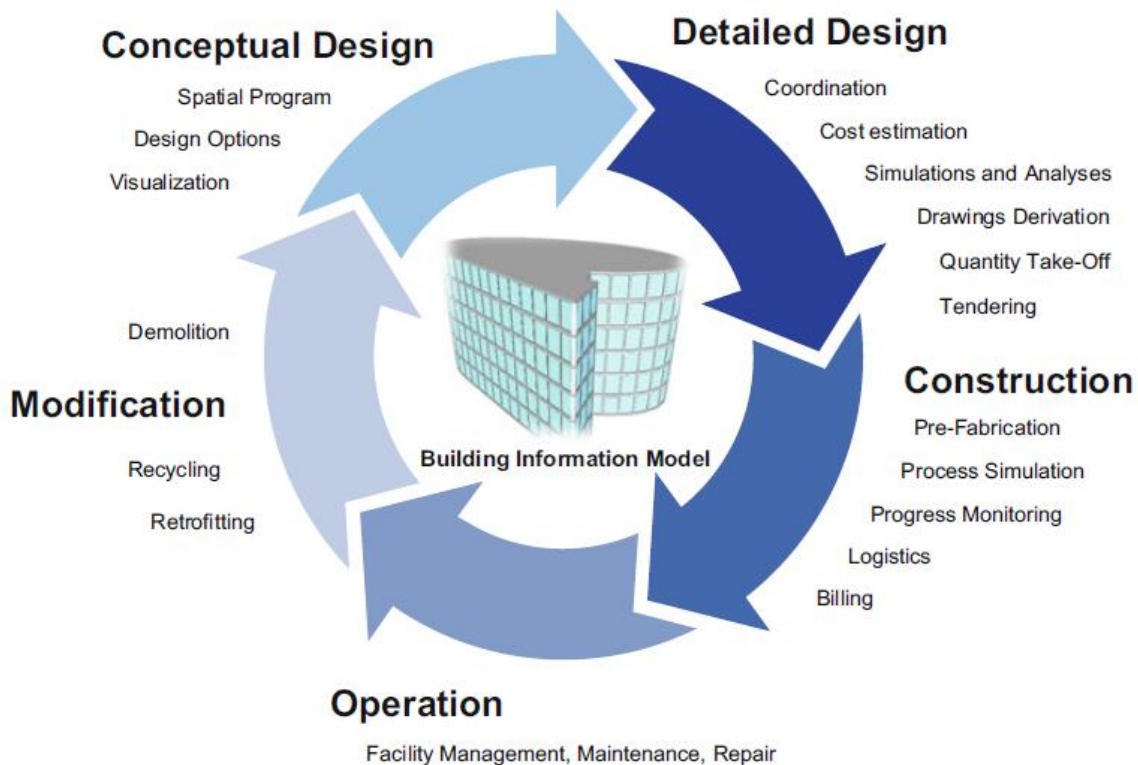 Conceptual Design
Spatial Program
Design Options
Visualization
Detailed Design
Coordination
Cost estimation
Simulations and Analyses
Drawings Derivation
Quantity Take-Off
Tendering
Construction
Pre-Fabrication
Process Simulation
Progress Monitoring
Logistics
Billing
Operation
Facility Management, Maintenance, Repair
Demolition
Modification
Recycling
Retrofitting
Building Information Model